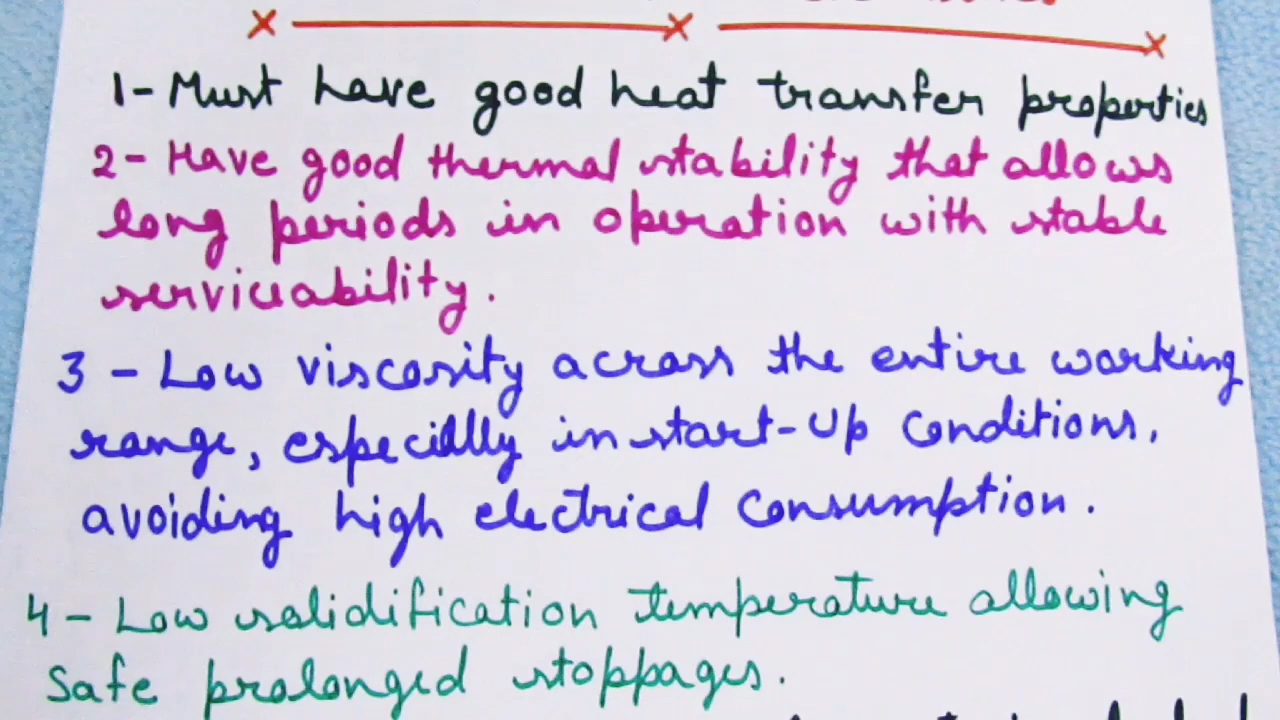 1- Must have good heat transfer properties
2- Have good thermal stability that allows
long periods in operation with stable
serviceability.
3 - Low viscosity across the entire working
range, especially in start-up conditions,
avoiding high electrical consumption.
4 - Low solidification temperature allowing
safe prolonged stoppages.